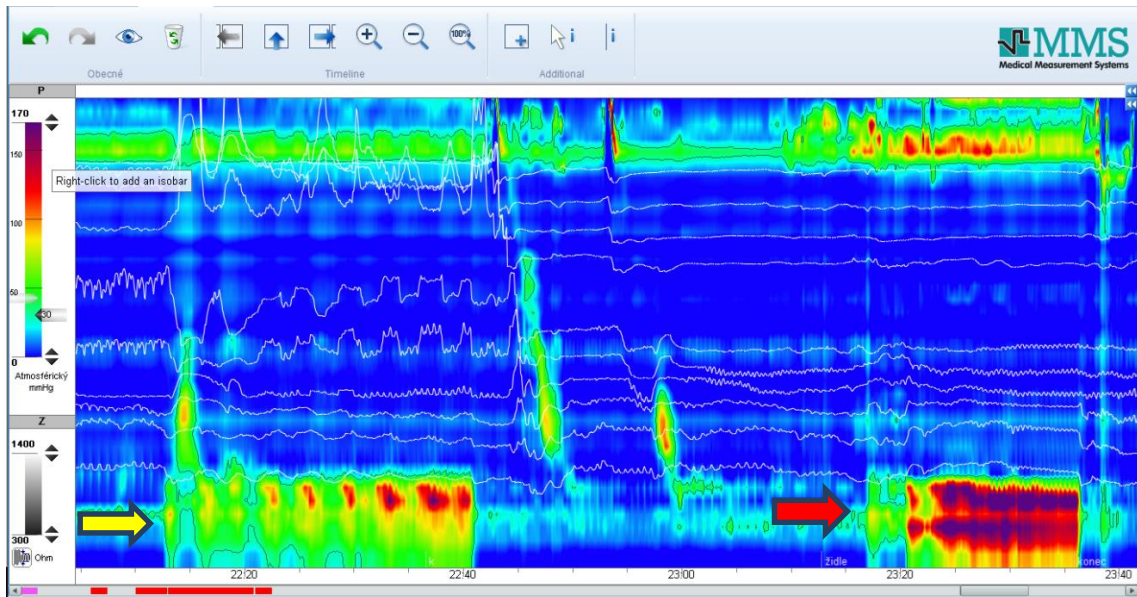 Obecné
100%
Timeline
Additional
MMS
Medical Measurement Systems
P
170
150
Right-click to add an isobar
100
50
30
0
Atmosférický
mmHg
Z
1400
300
Ohm
k
židle
konec
22:20
22:40
23:00
23:20
23:40